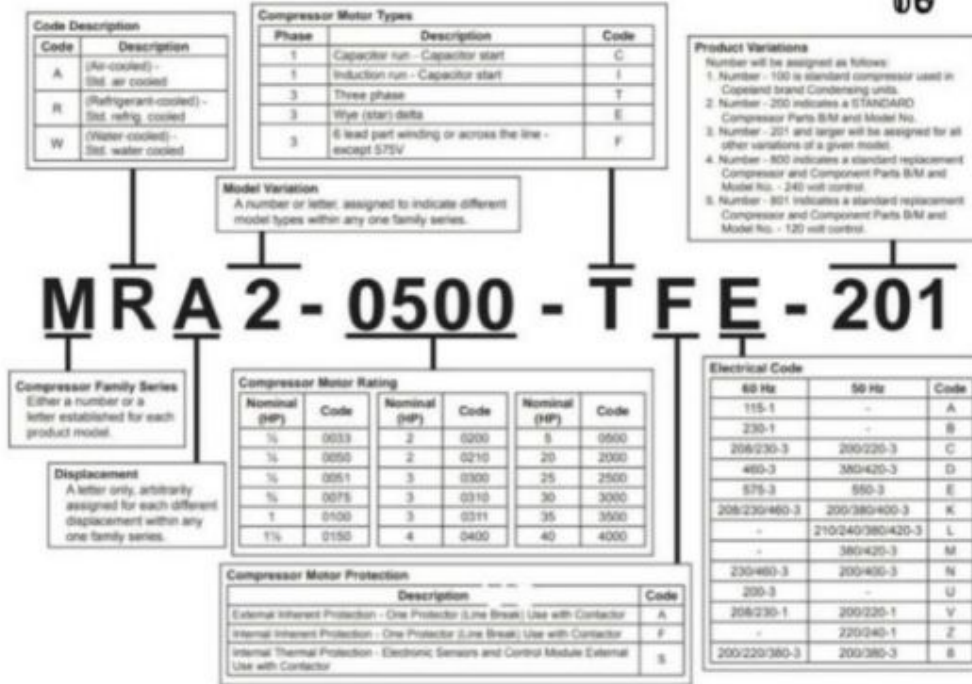 Code Description
Code Description
A (Air-cooled) - Std. air cooled
R (Refrigerant-cooled) - Std. refrig. cooled
W (Water-cooled) - Std. water cooled
Compressor Motor Types
Phase Description Code
1 Capacitor run - Capacitor start C
1 Induction run - Capacitor start I
3 Three phase T
3 Wye (star) delta E
3 6 lead part winding or across the line - except 575V F
Product Variations
Number will be assigned as follows:
1. Number - 100 is standard compressor used in
Copeland brand Condensing units.
2. Number - 200 indicates a STANDARD
Compressor Parts B/M and Model No.
3. Number - 201 and larger will be assigned for all
other variations of a given model.
4. Number - 800 indicates a standard replacement
Compressor and Component Parts B/M and
Model No. - 240 volt control.
5. Number - 801 indicates a standard replacement
Compressor and Component Parts B/M and
Model No. - 120 volt control.
Model Variation
A number or letter, assigned to indicate different
model types within any one family series.
MRA2-0500-TFE-201
Compressor Family Series
Either a number or a
letter established for each
product model.
Displacement
A letter only, arbitrarily
assigned for each different
displacement within any
one family series.
Compressor Motor Rating
Nominal (HP) Code Nominal (HP) Code Nominal (HP) Code
0033 2 0200 5 0500
0050 2 0210 20 2000
0051 3 0300 25 2500
0075 3 0310 30 3000
1 0100 3 0311 35 3500
1½ 0150 4 0400 40 4000
Compressor Motor Protection
Description Code
External Inherent Protection - One Protector (Line Break) Use with Contactor A
Internal Inherent Protection - One Protector (Line Break) Use with Contactor F
Internal Thermal Protection - Electronic Sensors and Control Module External
Use with Contactor S
Electrical Code
60 Hz 50 Hz Code
115-1 - A
230-1 - B
208/230-3 200/220-3 C
460-3 380/420-3 D
575-3 550-3 E
208/230/460-3 200/380/400-3 K
- 210/240/380/420-3 L
- 380/420-3 M
230/460-3 200/400-3 N
200-3 - U
208/230-1 200/220-1 V
- 220/240-1 Z
200/220/380-3 200/380-3 8